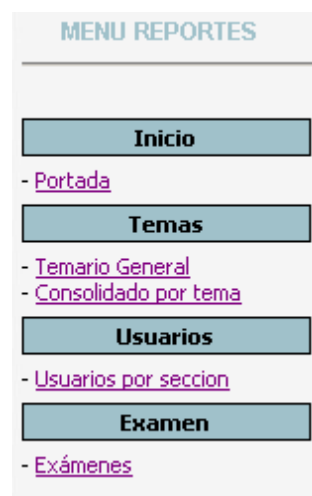 MENU REPORTES
Inicio
- Portada
Temas
- Temario General
- Consolidado por tema
Usuarios
- Usuarios por seccion
Examen
- Exámenes